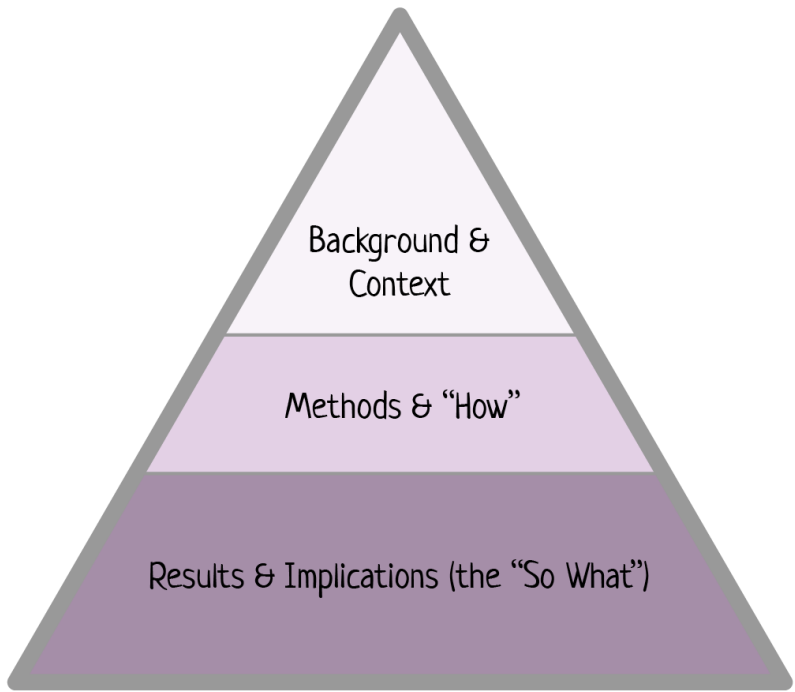 Background &
Context
Methods & “How”
Results & Implications (the “So What”)